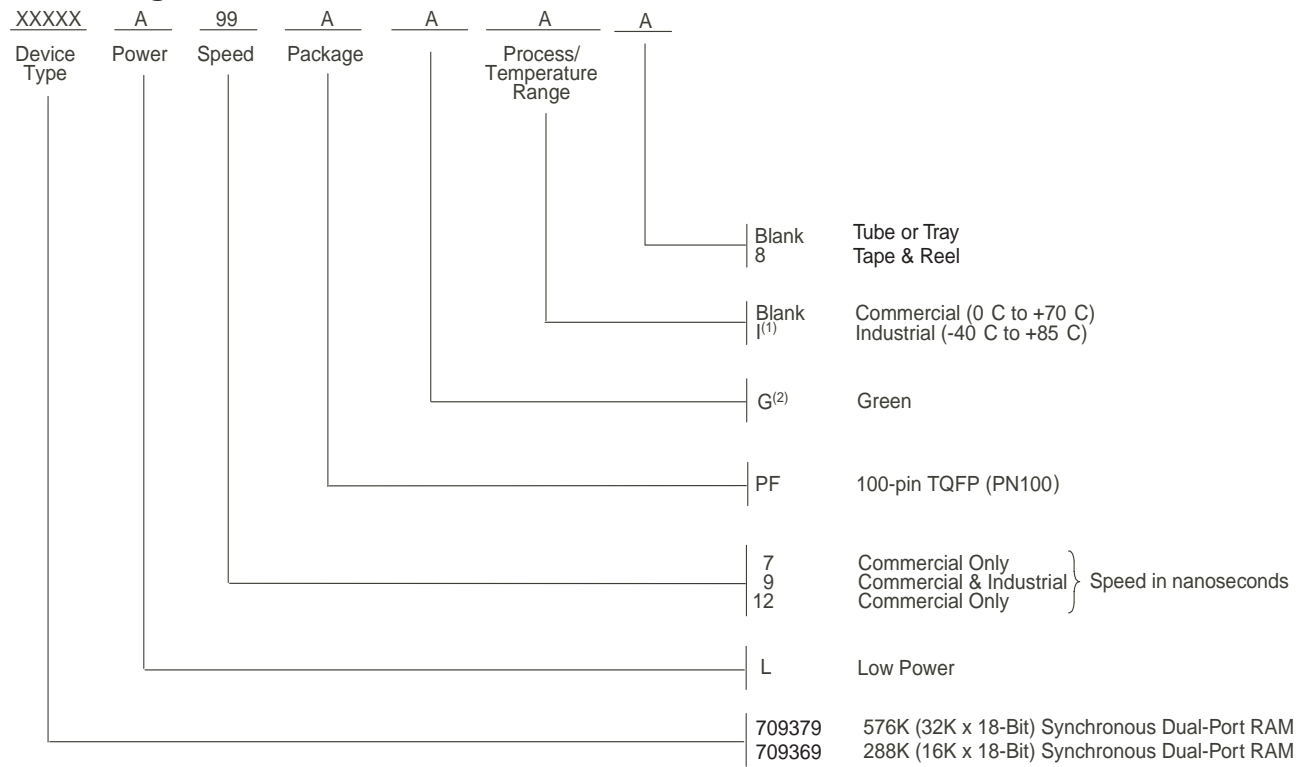 XXXXX A 99 A A A A
Device Type Power Speed Package Process/ Temperature Range
Blank Tube or Tray
8 Tape & Reel
Blank Commercial (0 C to +70 C)
I(1) Industrial (-40 C to +85 C)
G(2) Green
PF 100-pin TQFP (PN100)
7 Commercial Only
9 Commercial & Industrial Speed in nanoseconds
12 Commercial Only
L Low Power
709379 576K (32K x 18-Bit) Synchronous Dual-Port RAM
709369 288K (16K x 18-Bit) Synchronous Dual-Port RAM